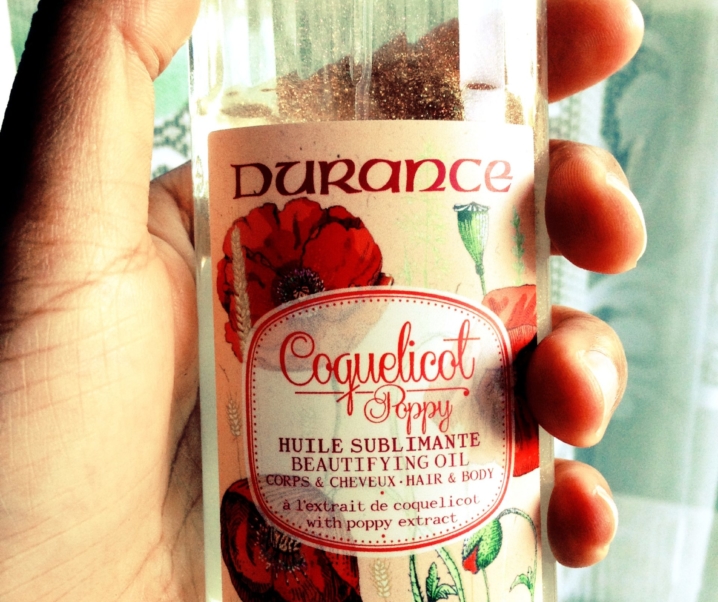 DURANCE
Coquelicot
Poppy
HUILE SUBLIMANTE
BEAUTIFYING OIL
CORPS & CHEVEUX · HAIR & BODY
à l'extrait de coquelicot
with poppy extract